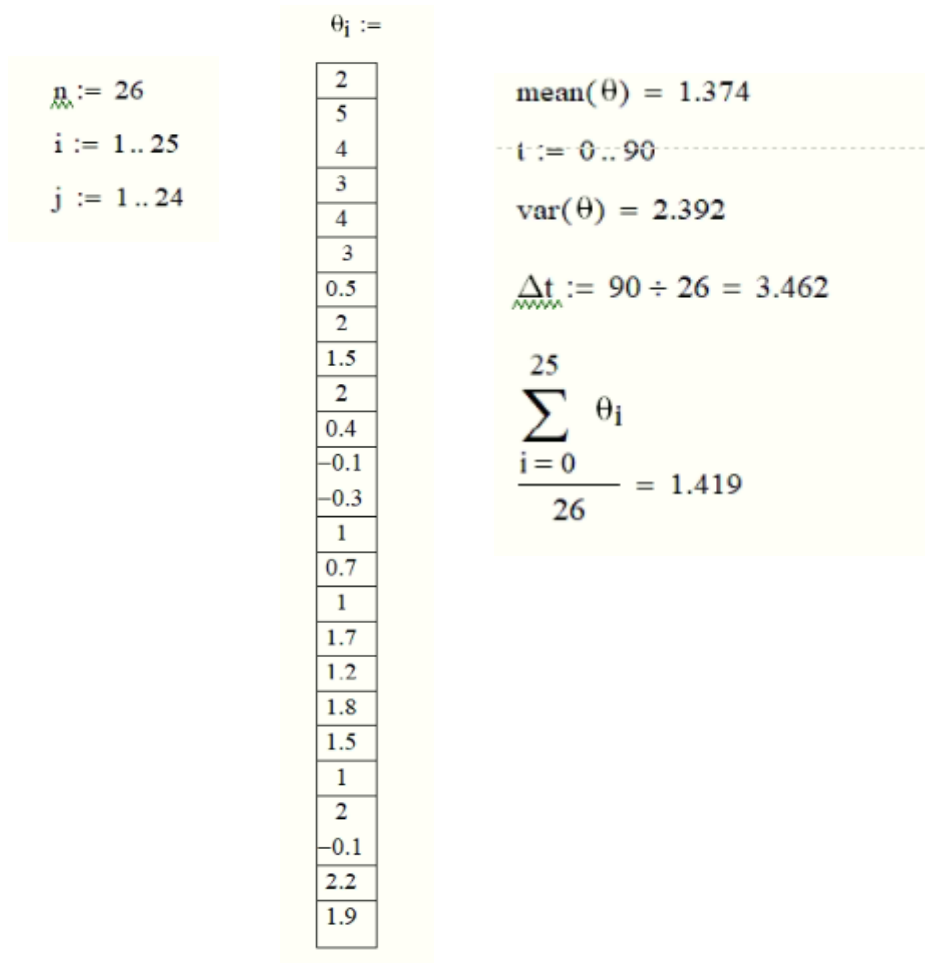 n := 26
i := 1 .. 25
j := 1 .. 24
θi :=
2
5
4
3
4
3
0.5
2
1.5
2
0.4
−0.1
−0.3
1
0.7
1
1.7
1.2
1.8
1.5
1
2
−0.1
2.2
1.9
mean(θ) = 1.374
t := 0 .. 90
var(θ) = 2.392
Δt := 90 ÷ 26 = 3.462
25
∑ θi
i = 0
26
= 1.419